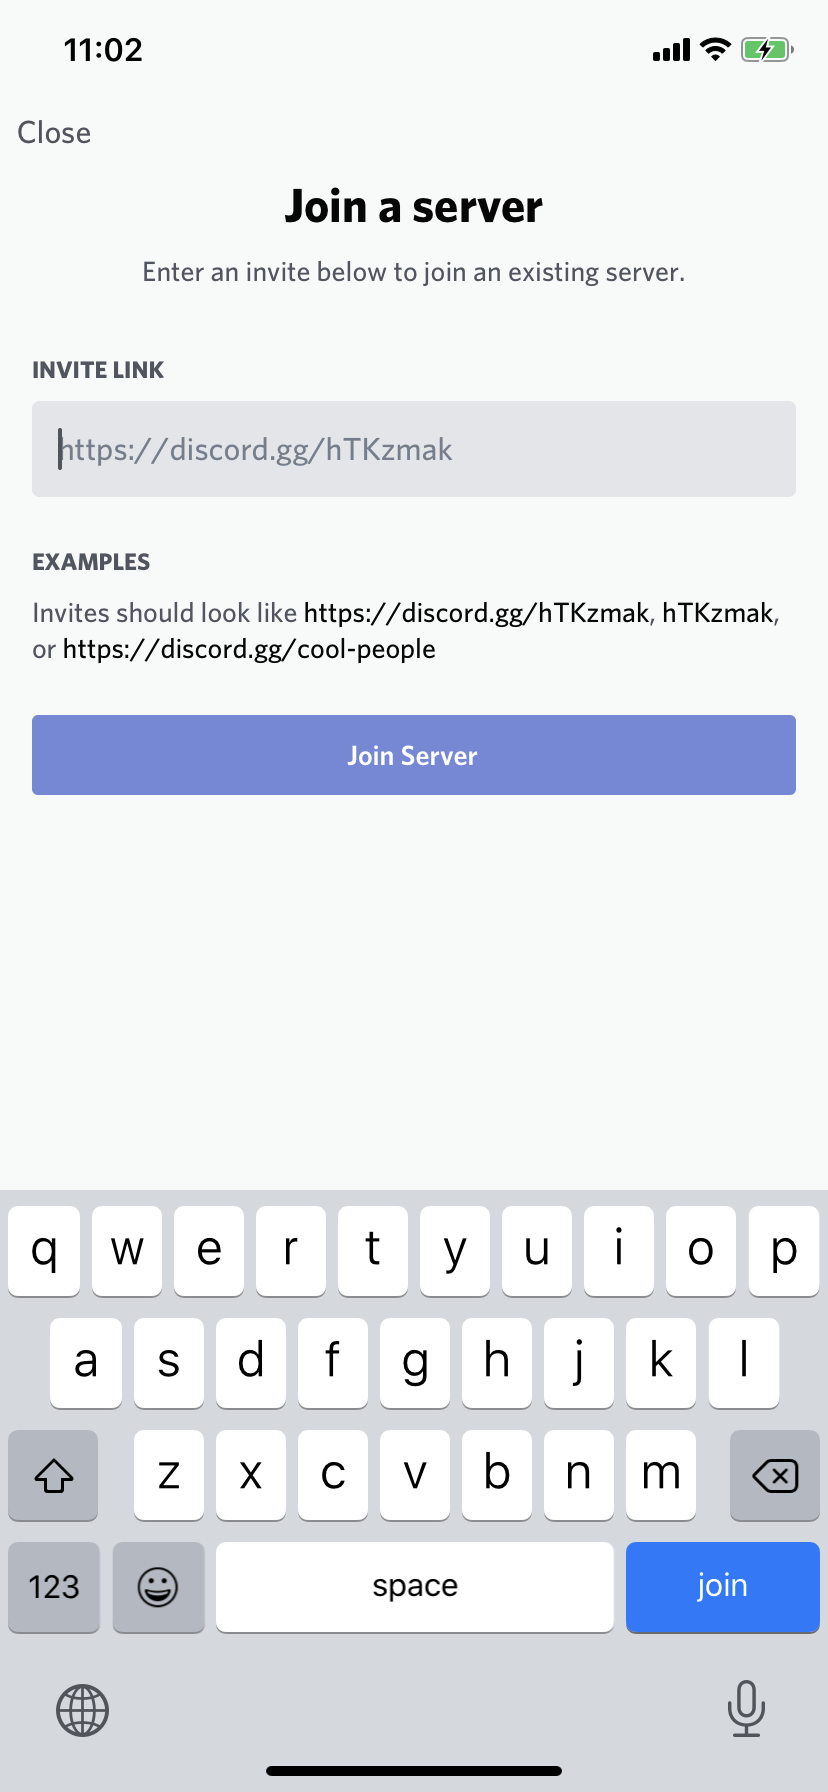 11:02
Close
Join a server
Enter an invite below to join an existing server.
INVITE LINK
https://discord.gg/hTKzmak
EXAMPLES
Invites should look like https://discord.gg/hTKzmak, hTKzmak,
or https://discord.gg/cool-people
Join Server
q w e r t y u i o p
a s d f g h j k l
z x c v b n m
123 space join